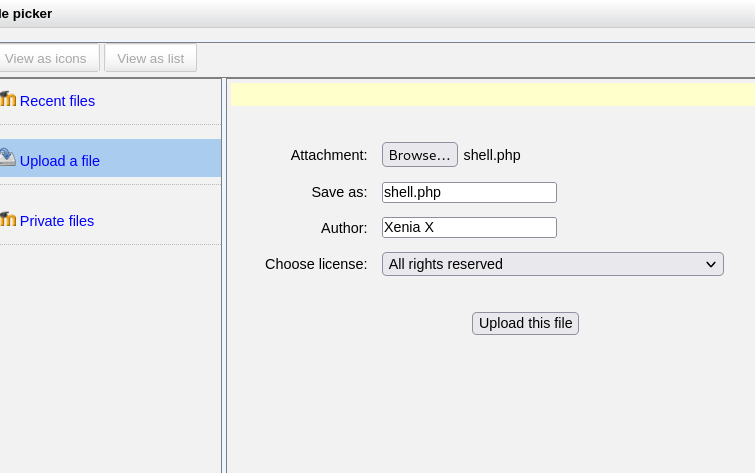 le picker
View as icons View as list
Recent files
Upload a file
Private files
Attachment: Browse... shell.php
Save as: shell.php
Author: Xenia X
Choose license: All rights reserved
Upload this file